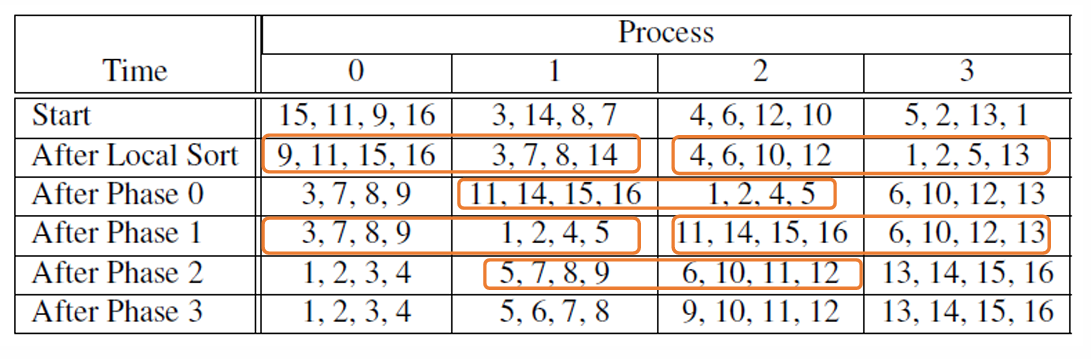 Process
Time 0 1 2 3
Start 15, 11, 9, 16 3, 14, 8, 7 4, 6, 12, 10 5, 2, 13, 1
After Local Sort 9, 11, 15, 16 3, 7, 8, 14 4, 6, 10, 12 1, 2, 5, 13
After Phase 0 3, 7, 8, 9 11, 14, 15, 16 1, 2, 4, 5 6, 10, 12, 13
After Phase 1 3, 7, 8, 9 1, 2, 4, 5 11, 14, 15, 16 6, 10, 12, 13
After Phase 2 1, 2, 3, 4 5, 7, 8, 9 6, 10, 11, 12 13, 14, 15, 16
After Phase 3 1, 2, 3, 4 5, 6, 7, 8 9, 10, 11, 12 13, 14, 15, 16